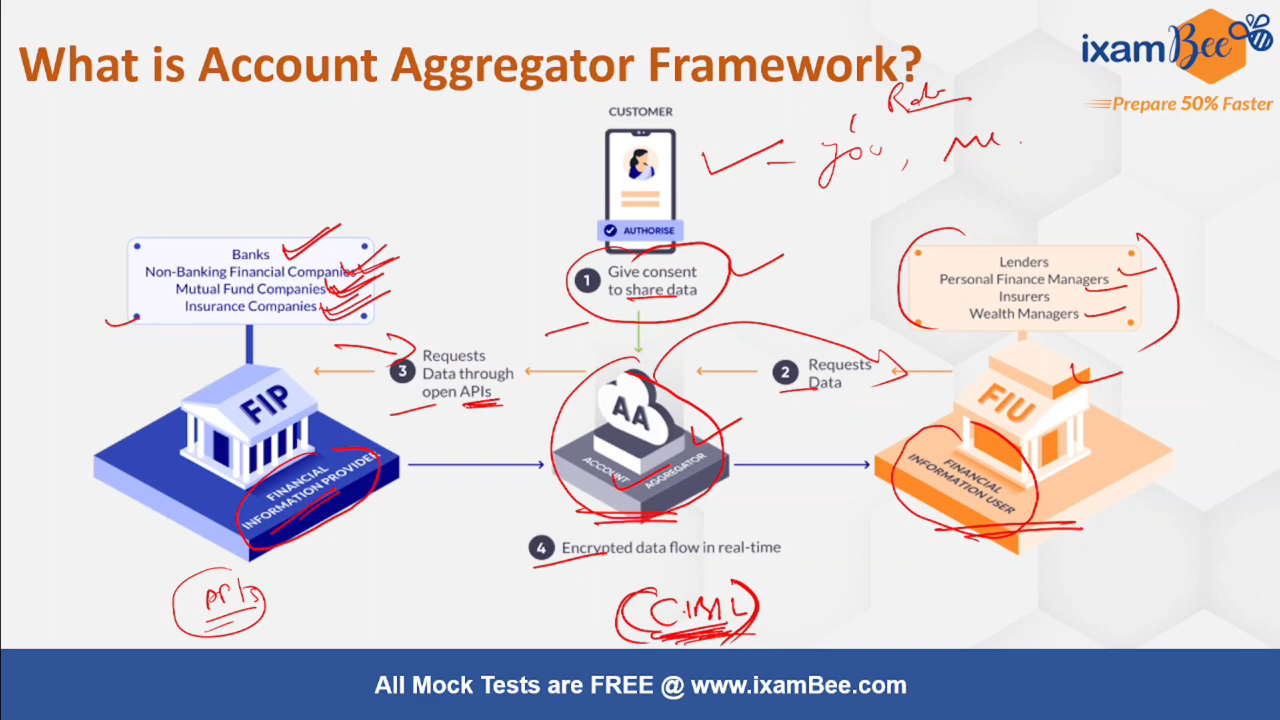 What is Account Aggregator Framework?
ixamBee
Prepare 50% Faster
CUSTOMER
you, me.
AUTHORISE
1 Give consent
to share data
Banks
Non-Banking Financial Companies
Mutual Fund Companies
Insurance Companies
Lenders
Personal Finance Managers
Insurers
Wealth Managers
3 Requests
Data through
open APIs
2 Requests
Data
FIP
FINANCIAL
INFORMATION PROVIDER
AA
ACCOUNT AGGREGATOR
FIU
FINANCIAL
INFORMATION USER
4 Encrypted data flow in real-time
APIs
CIBIL
All Mock Tests are FREE @ www.ixamBee.com